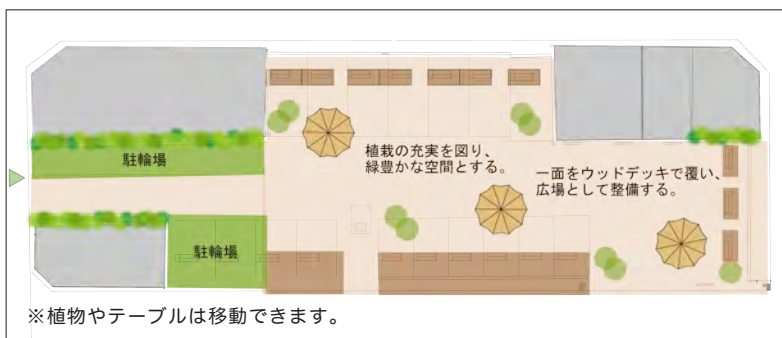 植栽の充実を図り、
緑豊かな空間とする。
一面をウッドデッキで覆い、
広場として整備する。
駐輪場
駐輪場
※植物やテーブルは移動できます。